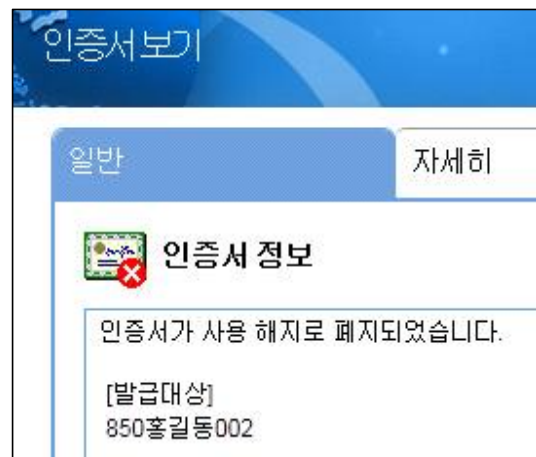 인증서보기
일반
자세히
인증서 정보
인증서가 사용 해지로 폐지되었습니다.
[발급대상]
850홍길동002